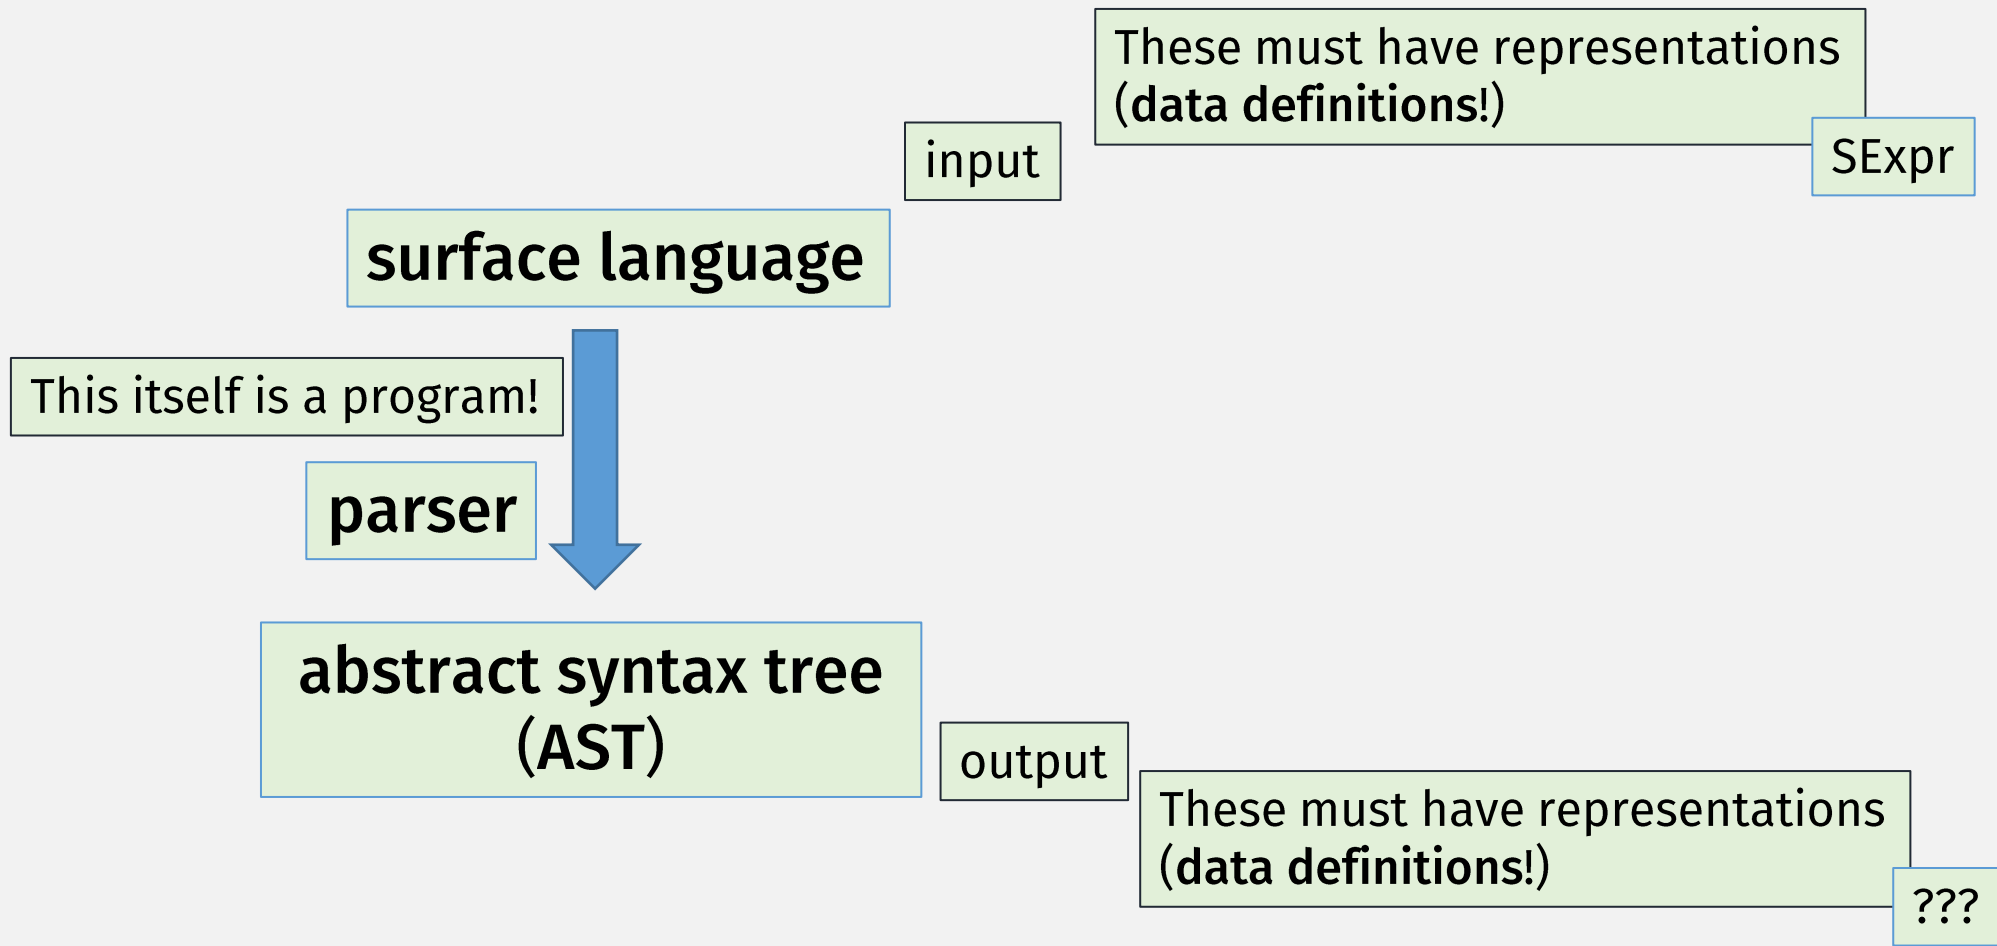 These must have representations
(data definitions!)
SExpr
input
surface language
This itself is a program!
parser
abstract syntax tree
(AST)
output
These must have representations
(data definitions!)
???